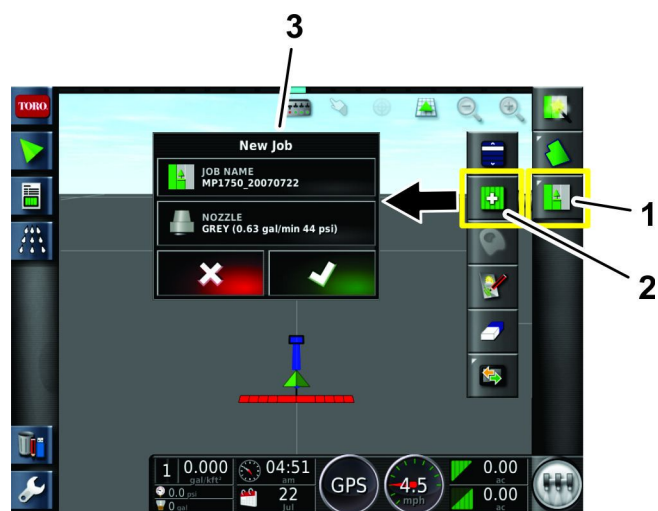 3
TORO.
New Job
JOB NAME
MP1750_20070722
NOZZLE
GREY (0.63 gal/min 44 psi)
1
2
1 0.000 gal/kft²
0.0 psi
0 gal
04:51 am
22 Jul
GPS
4.5 mph
0.00 ac
0.00 ac